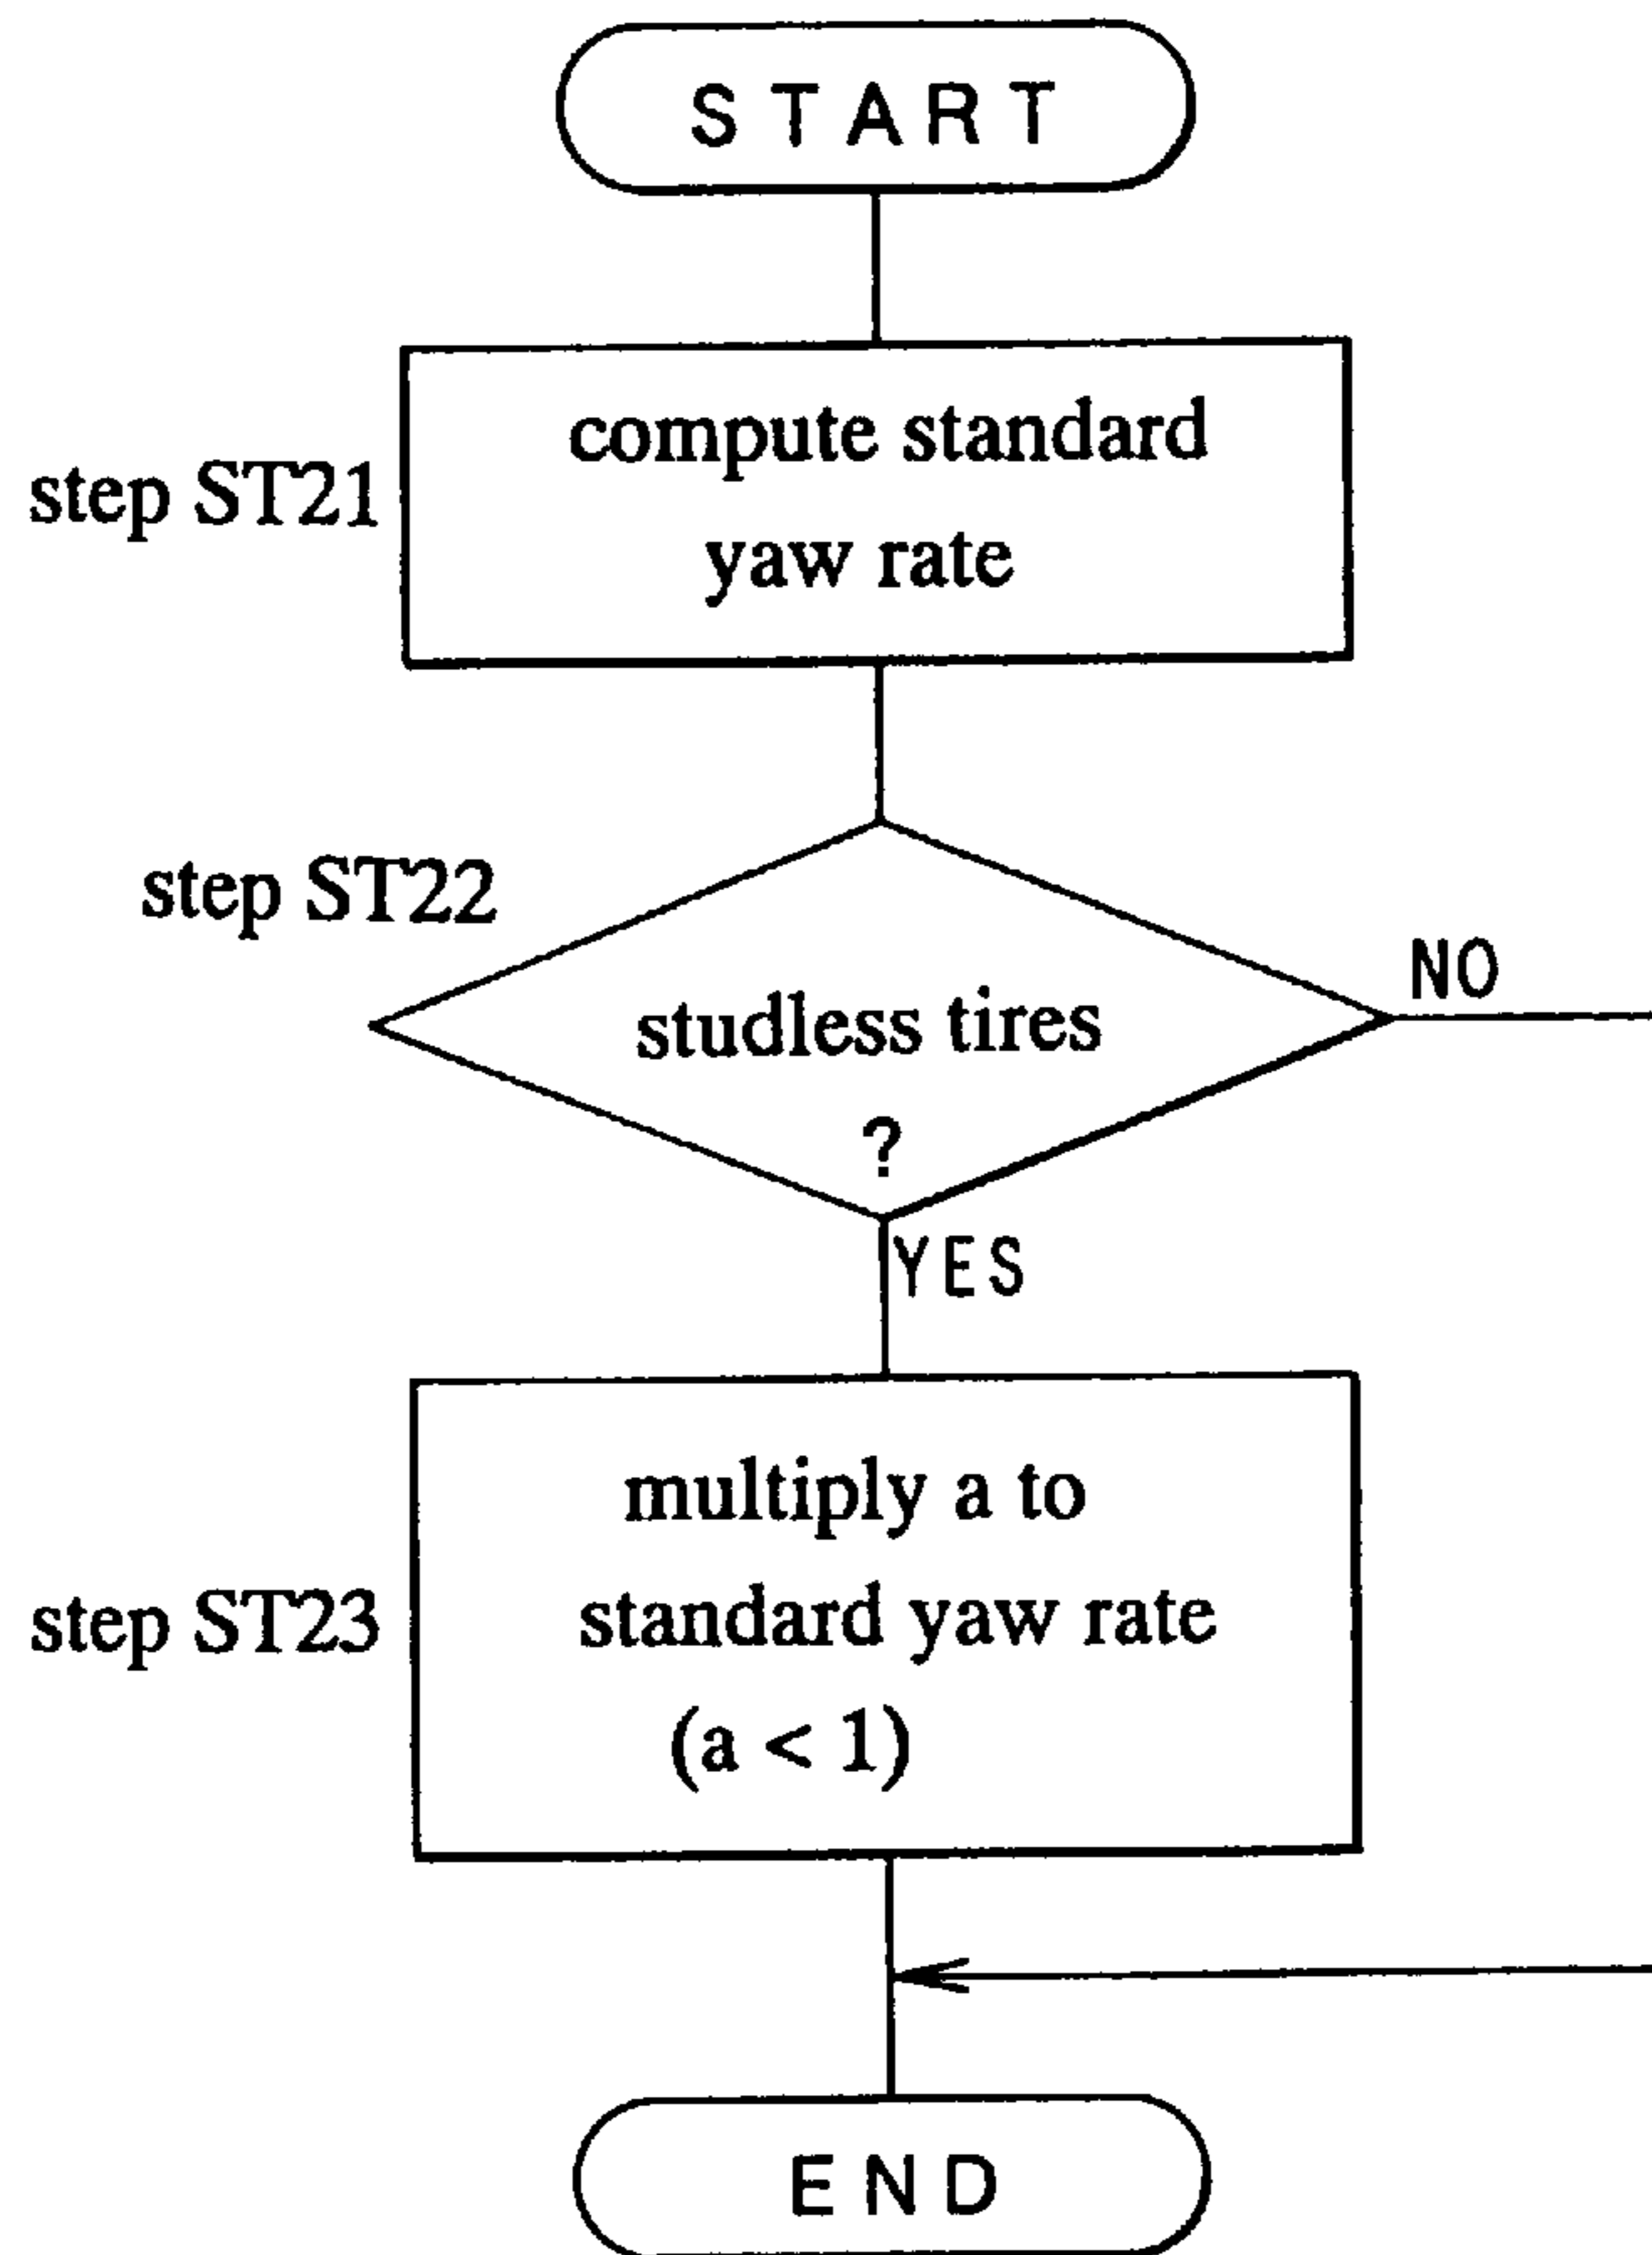 START
step ST21
compute standard
yaw rate
step ST22
studless tires
?
NO
YES
step ST23
multiply a to
standard yaw rate
(a < 1)
END